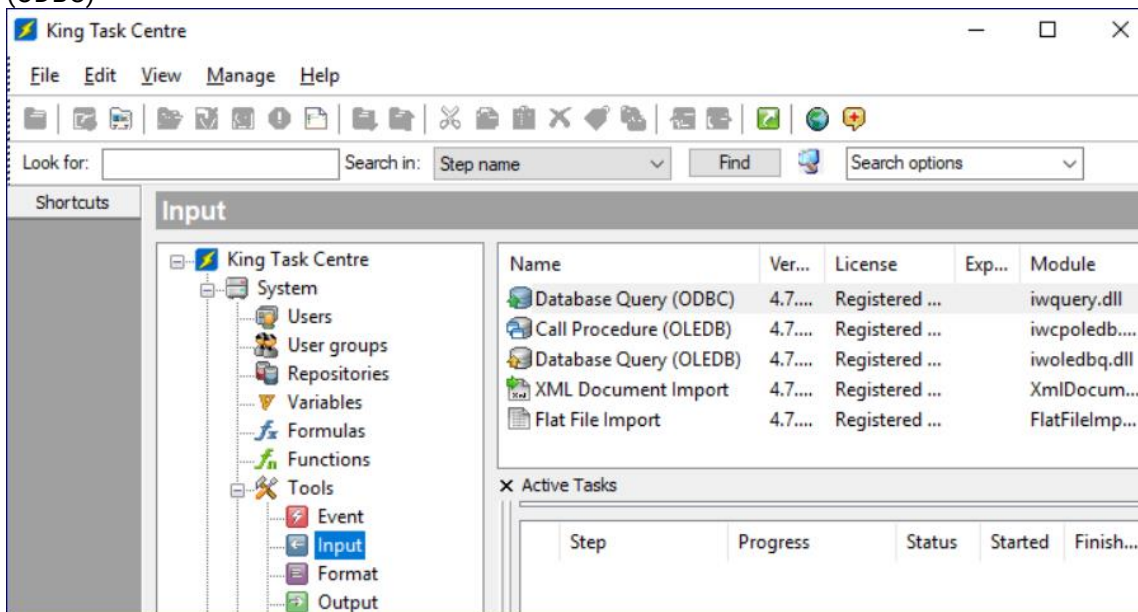 (ODBC)
King Task Centre
File Edit View Manage Help
Look for: Search in: Step name Find Search options
Shortcuts
Input
King Task Centre
System
Users
User groups
Repositories
Variables
Formulas
Functions
Tools
Event
Input
Format
Output
Name Ver... License Exp... Module
Database Query (ODBC) 4.7.... Registered ... iwquery.dll
Call Procedure (OLEDB) 4.7.... Registered ... iwcpoledb....
Database Query (OLEDB) 4.7.... Registered ... iwoledbq.dll
XML Document Import 4.7.... Registered ... XmlDocum...
Flat File Import 4.7.... Registered ... FlatFileImp...
Active Tasks
Step Progress Status Started Finish...